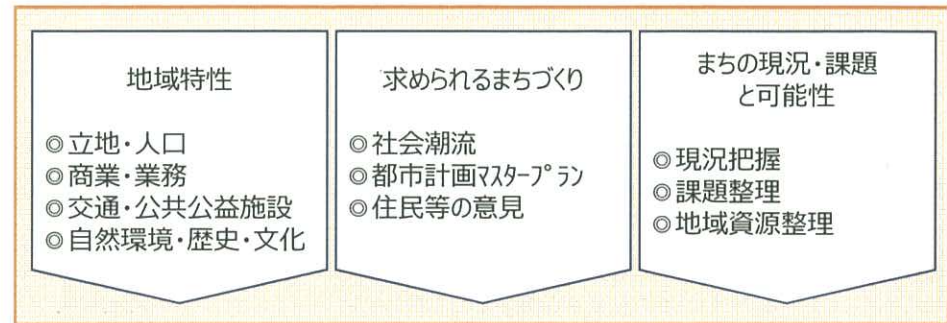 地域特性
◎立地・人口
◎商業・業務
◎交通・公共公益施設
◎自然環境・歴史・文化
求められるまちづくり
◎社会潮流
◎都市計画ﾏｽﾀｰﾌﾟﾗﾝ
◎住民等の意見
まちの現況・課題
と可能性
◎現況把握
◎課題整理
◎地域資源整理